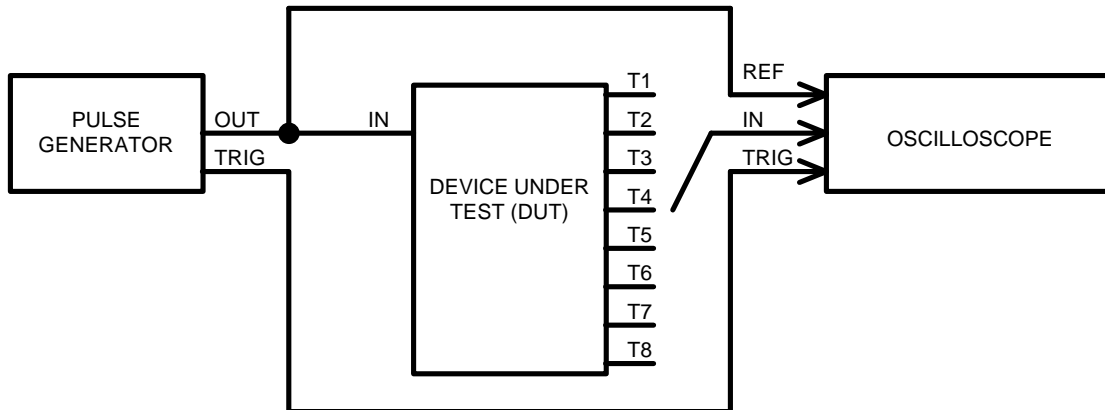 PULSE
GENERATOR
OUT
TRIG
IN
DEVICE UNDER
TEST (DUT)
T1
T2
T3
T4
T5
T6
T7
T8
REF
IN
TRIG
OSCILLOSCOPE